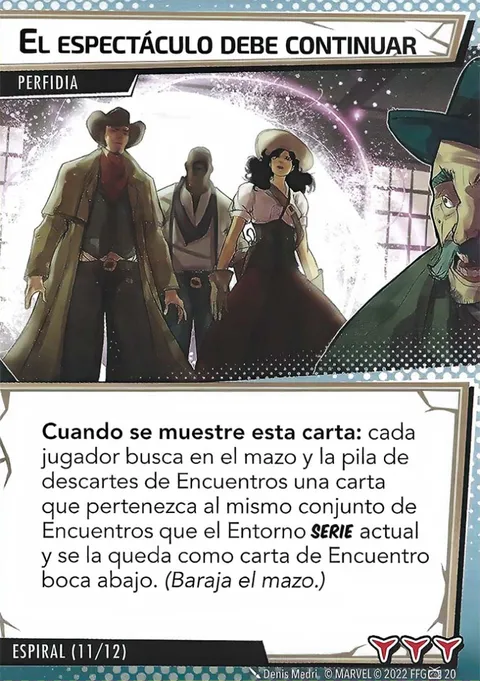 EL ESPECTÁCULO DEBE CONTINUAR
PERFIDIA
Cuando se muestre esta carta: cada
jugador busca en el mazo y la pila de
descartes de Encuentros una carta
que pertenezca al mismo conjunto de
Encuentros que el Entorno SERIE actual
y se la queda como carta de Encuentro
boca abajo. (Baraja el mazo.)
ESPIRAL (11/12)
Denis Medri. © MARVEL © 2022 FFG 20